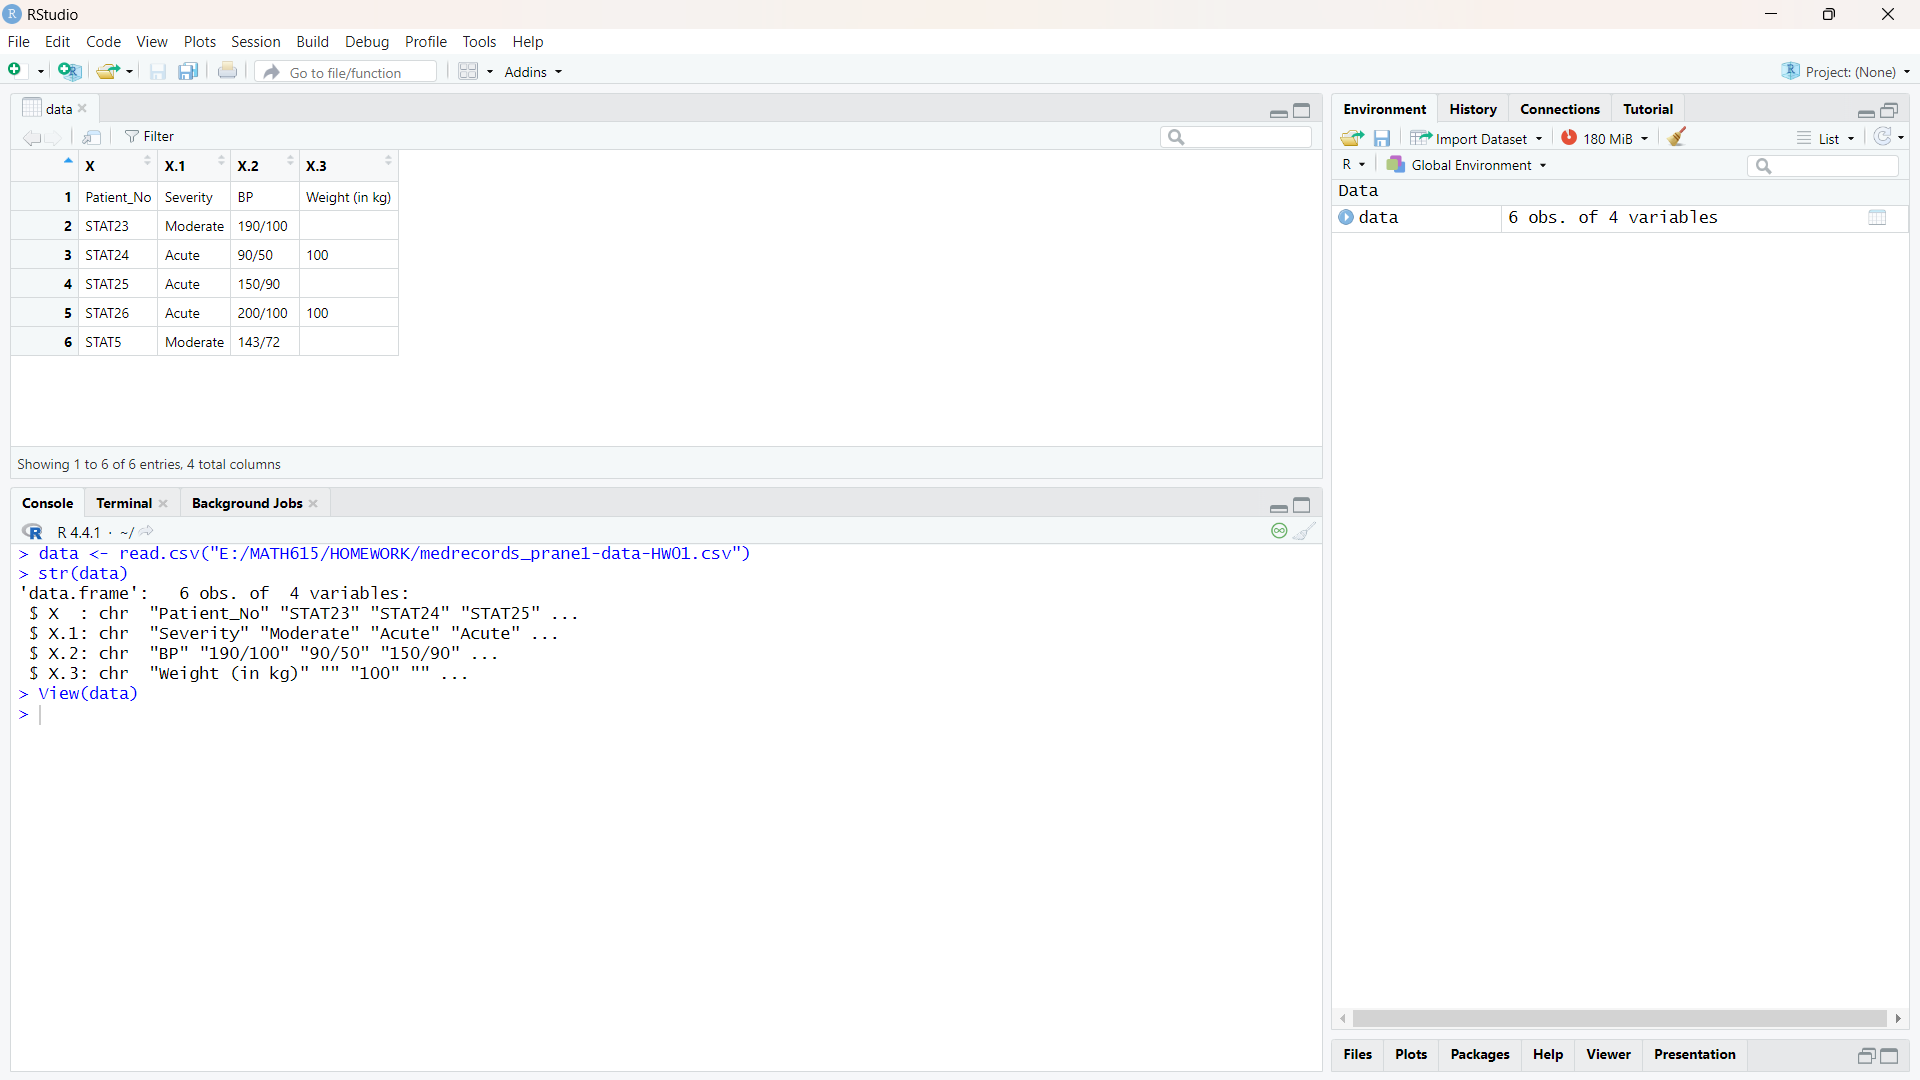 RStudio
File Edit Code View Plots Session Build Debug Profile Tools Help
Go to file/function Addins Project: (None)
data
Filter
X X.1 X.2 X.3
1 Patient_No Severity BP Weight (in kg)
2 STAT23 Moderate 190/100
3 STAT24 Acute 90/50 100
4 STAT25 Acute 150/90
5 STAT26 Acute 200/100 100
6 STAT5 Moderate 143/72
Showing 1 to 6 of 6 entries, 4 total columns
Console Terminal Background Jobs
R 4.4.1 · ~/
> data <- read.csv("E:/MATH615/HOMEWORK/medrecords_prane1-data-HW01.csv")
> str(data)
'data.frame': 6 obs. of 4 variables:
$ X : chr "Patient_No" "STAT23" "STAT24" "STAT25" ...
$ X.1: chr "Severity" "Moderate" "Acute" "Acute" ...
$ X.2: chr "BP" "190/100" "90/50" "150/90" ...
$ X.3: chr "Weight (in kg)" "" "100" "" ...
> View(data)
>
Environment History Connections Tutorial
Import Dataset 180 MiB List
R Global Environment
Data
data 6 obs. of 4 variables
Files Plots Packages Help Viewer Presentation